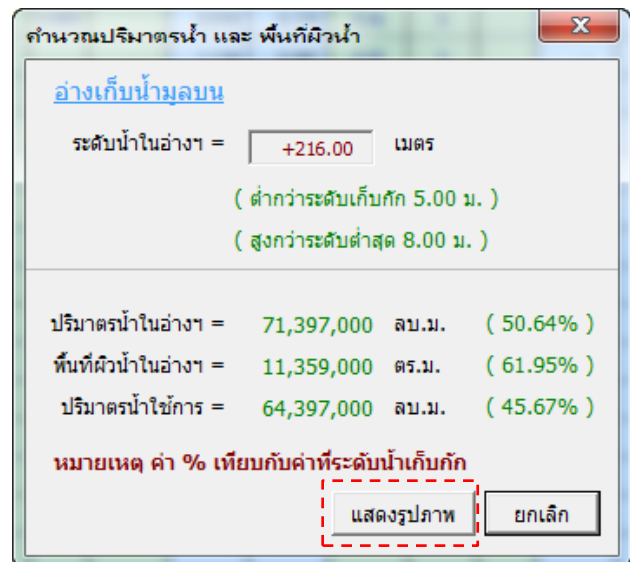 คำนวณปริมาตรน้ำ และ พื้นที่ผิวน้ำ
X
อ่างเก็บน้ำมูลบน
ระดับน้ำในอ่างฯ = +216.00 เมตร
( ต่ำกว่าระดับเก็บกัก 5.00 ม. )
( สูงกว่าระดับต่ำสุด 8.00 ม. )
ปริมาตรน้ำในอ่างฯ = 71,397,000 ลบ.ม. ( 50.64% )
พื้นที่ผิวน้ำในอ่างฯ = 11,359,000 ตร.ม. ( 61.95% )
ปริมาตรน้ำใช้การ = 64,397,000 ลบ.ม. ( 45.67% )
หมายเหตุ ค่า % เทียบกับค่าที่ระดับน้ำเก็บกัก
แสดงรูปภาพ ยกเลิก